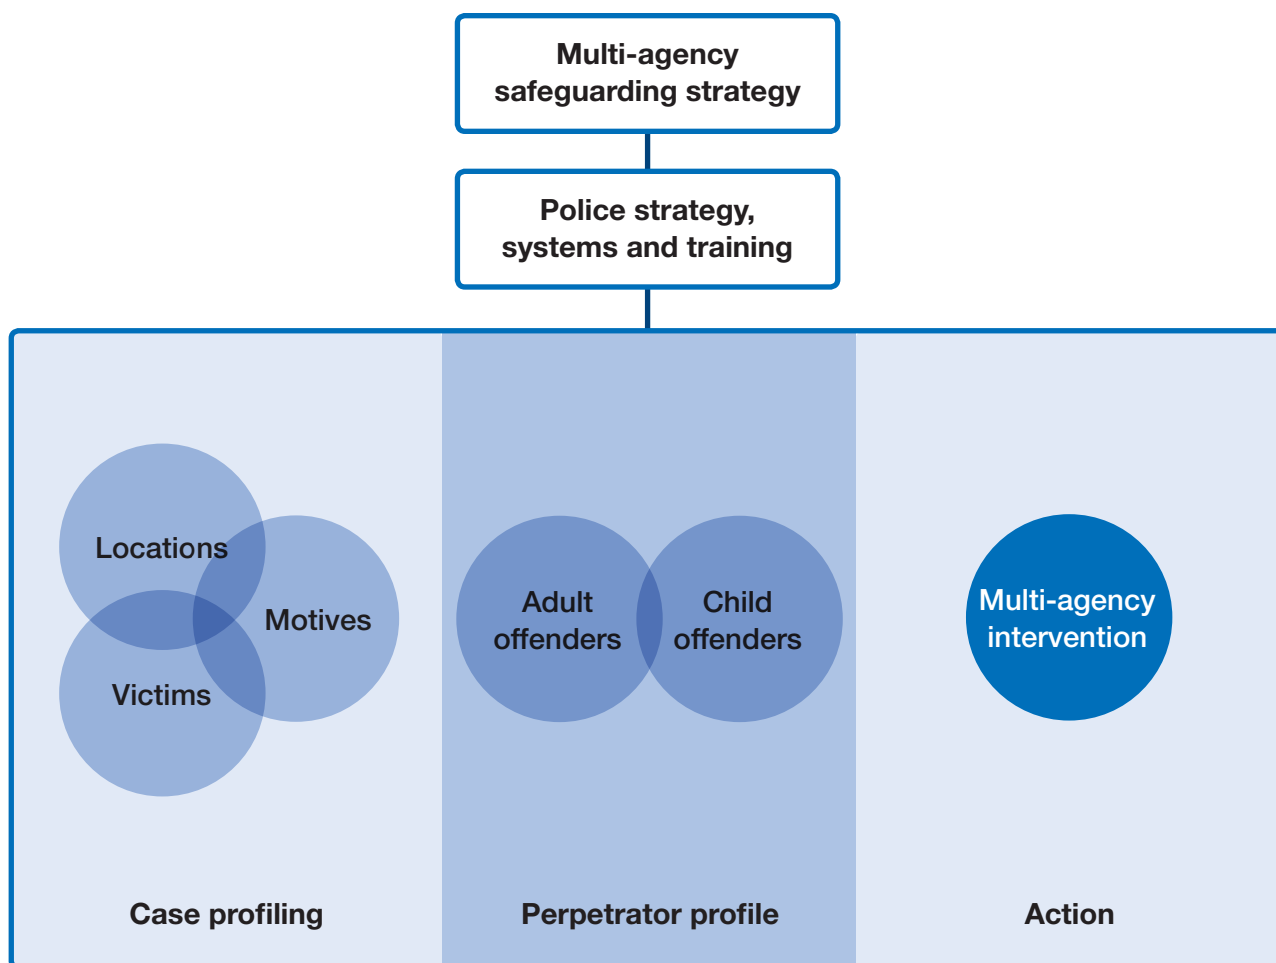 Multi-agency
safeguarding strategy
Police strategy,
systems and training
Locations
Motives
Victims
Adult
offenders
Child
offenders
Multi-agency
intervention
Case profiling
Perpetrator profile
Action